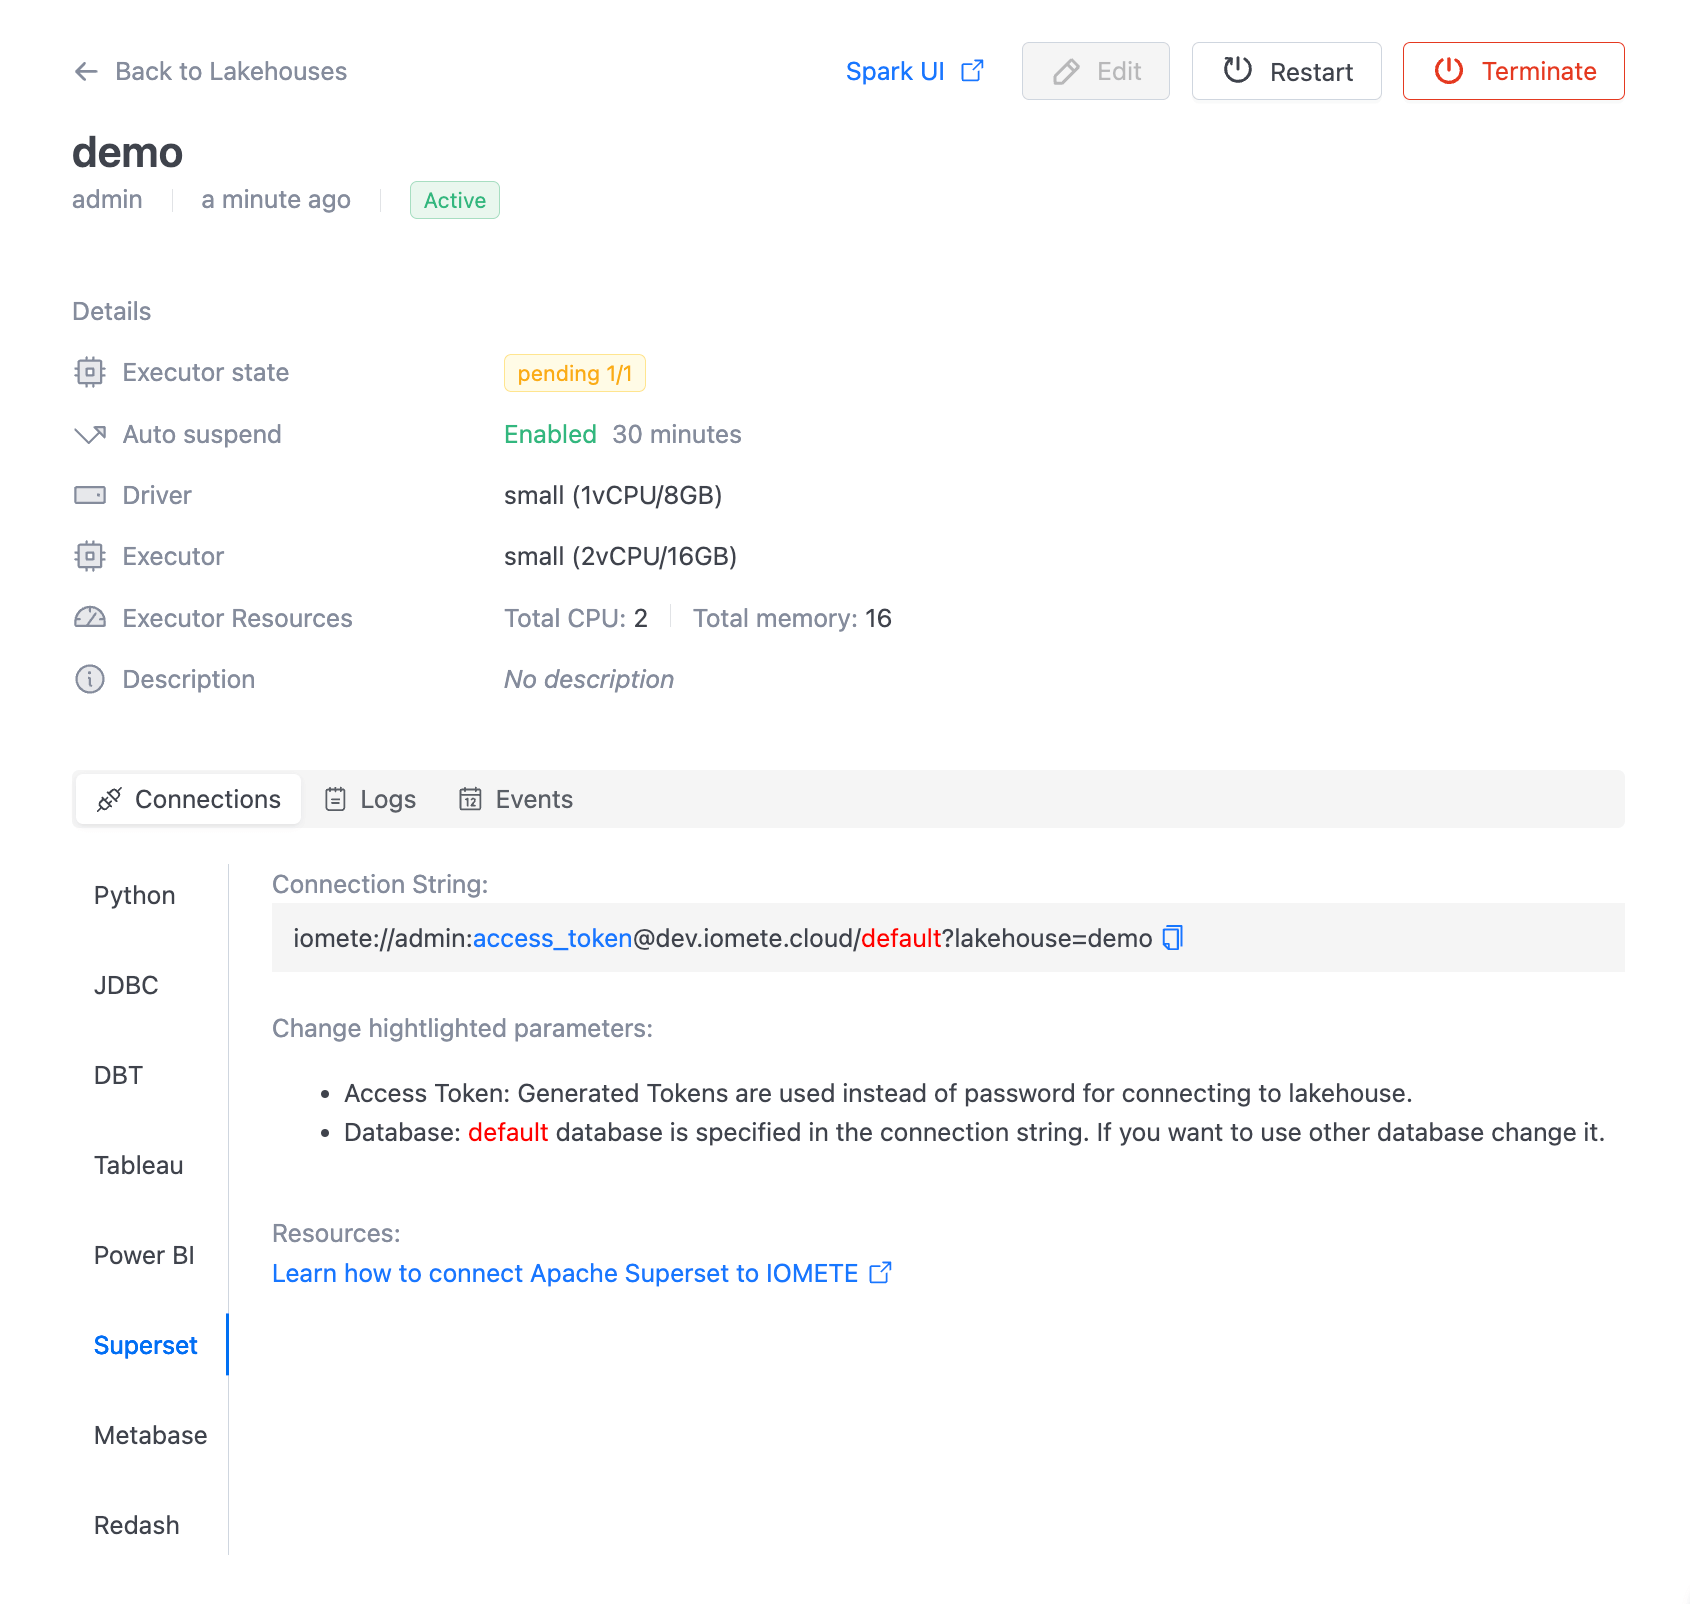 Back to Lakehouses
Spark UI
Edit
Restart
Terminate
demo
admin
a minute ago
Active
Details
Executor state
pending 1/1
Auto suspend
Enabled 30 minutes
Driver
small (1vCPU/8GB)
Executor
small (2vCPU/16GB)
Executor Resources
Total CPU: 2
Total memory: 16
Description
No description
Connections
Logs
12
Events
Python
JDBC
DBT
Tableau
Power BI
Superset
Metabase
Redash
Connection String:
iomete://admin:access_token@dev.iomete.cloud/default?lakehouse=demo
Change hightlighted parameters:
• Access Token: Generated Tokens are used instead of password for connecting to lakehouse.
• Database: default database is specified in the connection string. If you want to use other database change it.
Resources:
Learn how to connect Apache Superset to IOMETE